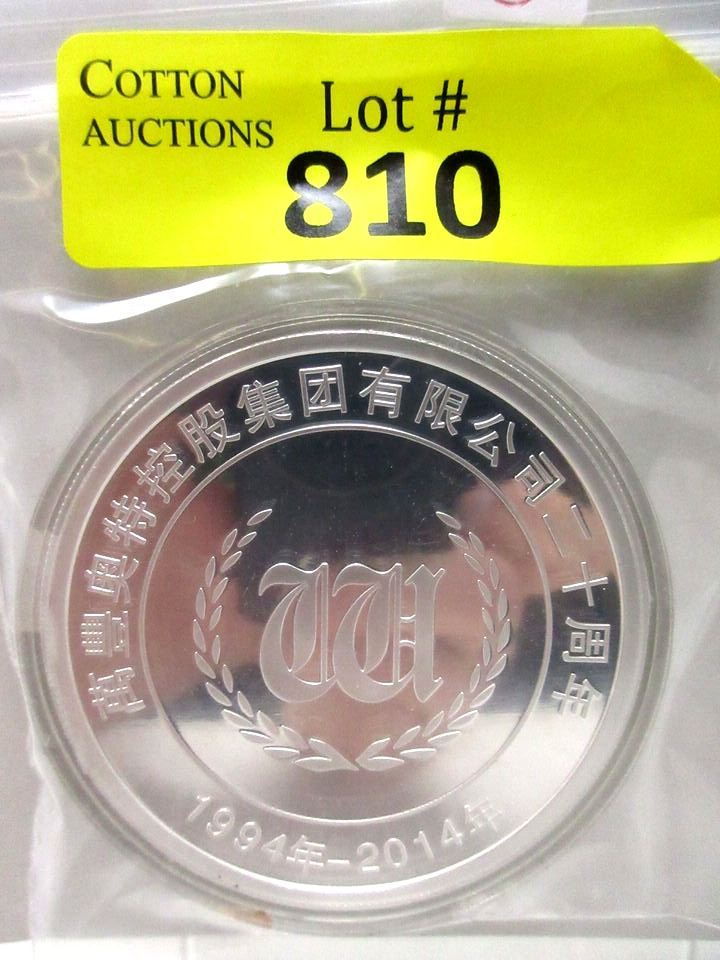 COTTON
AUCTIONS
Lot #
810
萬豐奥特控股集团有限公司二十周年
W
1994年-2014年